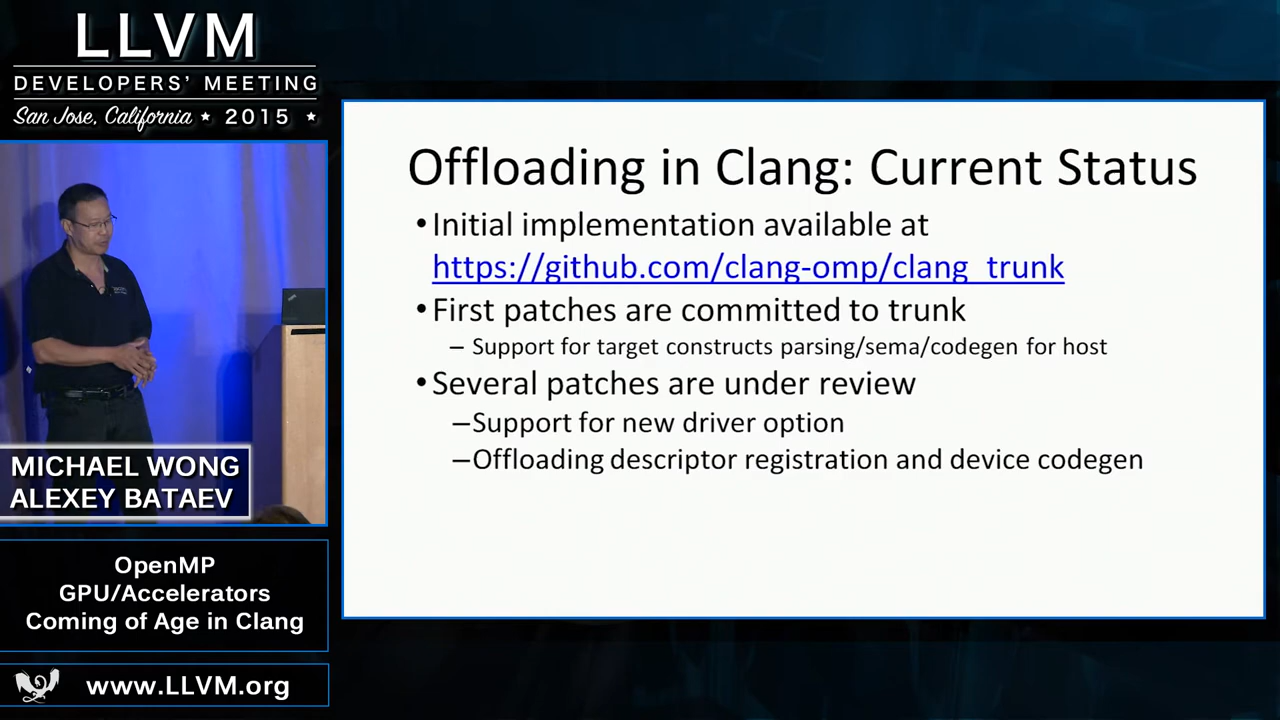 LLVM
DEVELOPERS' MEETING
San Jose, California ★ 2015 ★
MICHAEL WONG
ALEXEY BATAEV
OpenMP
GPU/Accelerators
Coming of Age in Clang
www.LLVM.org
Offloading in Clang: Current Status
•Initial implementation available at
https://github.com/clang-omp/clang_trunk
•First patches are committed to trunk
– Support for target constructs parsing/sema/codegen for host
•Several patches are under review
–Support for new driver option
–Offloading descriptor registration and device codegen